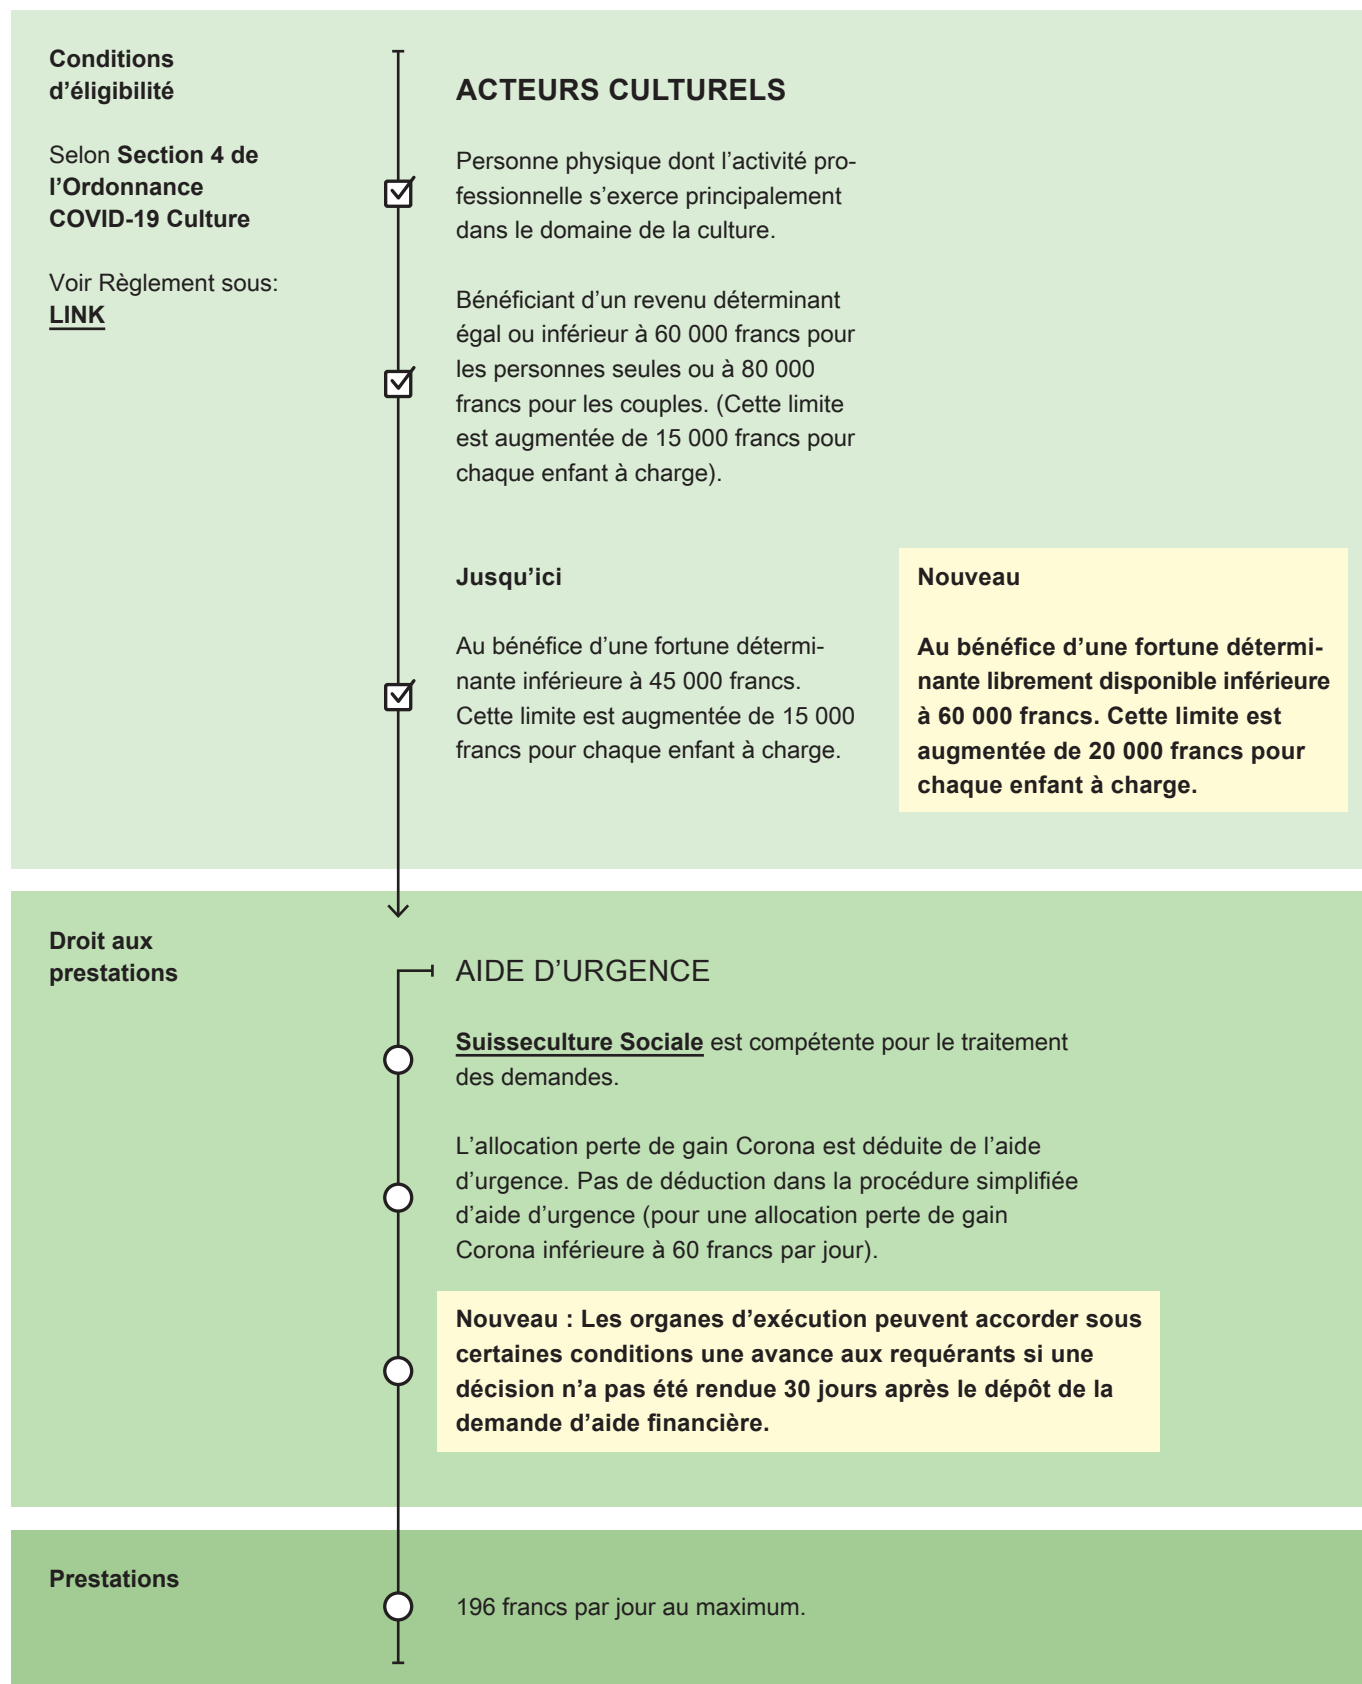 Conditions
d’éligibilité
Selon Section 4 de
l’Ordonnance
COVID-19 Culture
Voir Règlement sous:
LINK
ACTEURS CULTURELS
Personne physique dont l’activité pro-
fessionnelle s’exerce principalement
dans le domaine de la culture.
Bénéficiant d’un revenu déterminant
égal ou inférieur à 60 000 francs pour
les personnes seules ou à 80 000
francs pour les couples. (Cette limite
est augmentée de 15 000 francs pour
chaque enfant à charge).
Jusqu’ici
Au bénéfice d’une fortune détermi-
nante inférieure à 45 000 francs.
Cette limite est augmentée de 15 000
francs pour chaque enfant à charge.
Nouveau
Au bénéfice d’une fortune détermi-
nante librement disponible inférieure
à 60 000 francs. Cette limite est
augmentée de 20 000 francs pour
chaque enfant à charge.
Droit aux
prestations
AIDE D’URGENCE
Suisseculture Sociale est compétente pour le traitement
des demandes.
L’allocation perte de gain Corona est déduite de l’aide
d’urgence. Pas de déduction dans la procédure simplifiée
d’aide d’urgence (pour une allocation perte de gain
Corona inférieure à 60 francs par jour).
Nouveau : Les organes d’exécution peuvent accorder sous
certaines conditions une avance aux requérants si une
décision n’a pas été rendue 30 jours après le dépôt de la
demande d’aide financière.
Prestations
196 francs par jour au maximum.